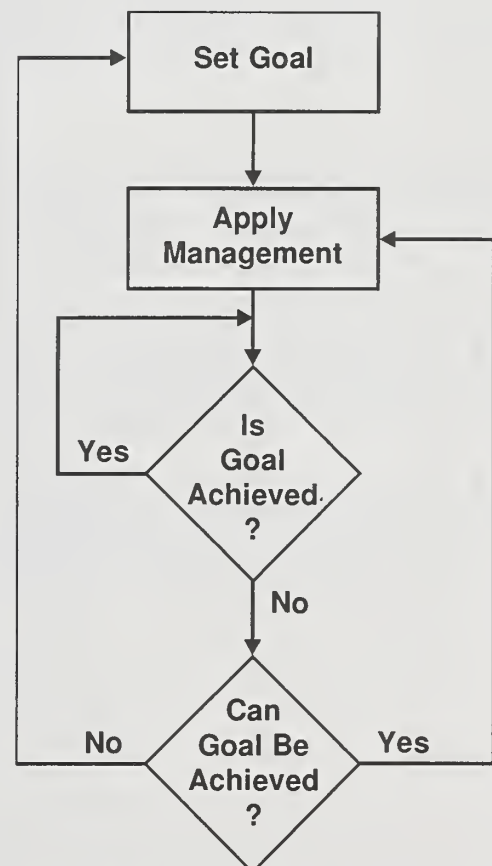 Set Goal
Apply
Management
Is
Goal
Achieved
?
Yes
No
Can
Goal Be
Achieved
?
No
Yes